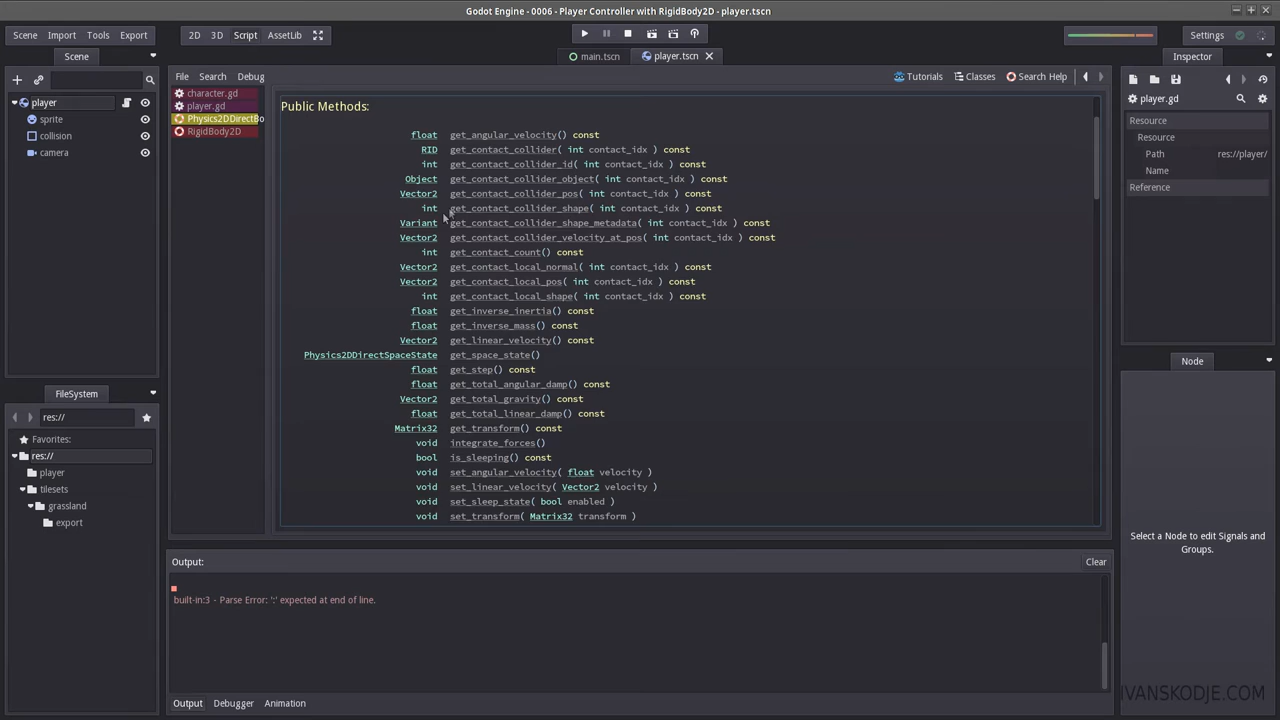 Godot Engine - 0006 - Player Controller with RigidBody2D - player.tscn
Scene Import Tools Export 2D 3D Script AssetLib Settings
Scene main.tscn player.tscn Inspector
File Search Debug Tutorials Classes Search Help
player
sprite
collision
camera
character.gd
player.gd
Physics2DDirectBo
RigidBody2D
Public Methods:
float get_angular_velocity() const
RID get_contact_collider( int contact_idx ) const
int get_contact_collider_id( int contact_idx ) const
Object get_contact_collider_object( int contact_idx ) const
Vector2 get_contact_collider_pos( int contact_idx ) const
int get_contact_collider_shape( int contact_idx ) const
Variant get_contact_collider_shape_metadata( int contact_idx ) const
Vector2 get_contact_collider_velocity_at_pos( int contact_idx ) const
int get_contact_count() const
Vector2 get_contact_local_normal( int contact_idx ) const
Vector2 get_contact_local_pos( int contact_idx ) const
int get_contact_local_shape( int contact_idx ) const
float get_inverse_inertia() const
float get_inverse_mass() const
Vector2 get_linear_velocity() const
Physics2DDirectSpaceState get_space_state()
float get_step() const
float get_total_angular_damp() const
Vector2 get_total_gravity() const
float get_total_linear_damp() const
Matrix32 get_transform() const
void integrate_forces()
bool is_sleeping() const
void set_angular_velocity( float velocity )
void set_linear_velocity( Vector2 velocity )
void set_sleep_state( bool enabled )
void set_transform( Matrix32 transform )
player.gd
Resource
Resource
Path res://player/
Name
Reference
Node
Select a Node to edit Signals and
Groups.
FileSystem
res://
Favorites:
res://
player
tilesets
grassland
export
Output: Clear
built-in:3 - Parse Error: ':' expected at end of line.
Output Debugger Animation
IVANSKODJE.COM